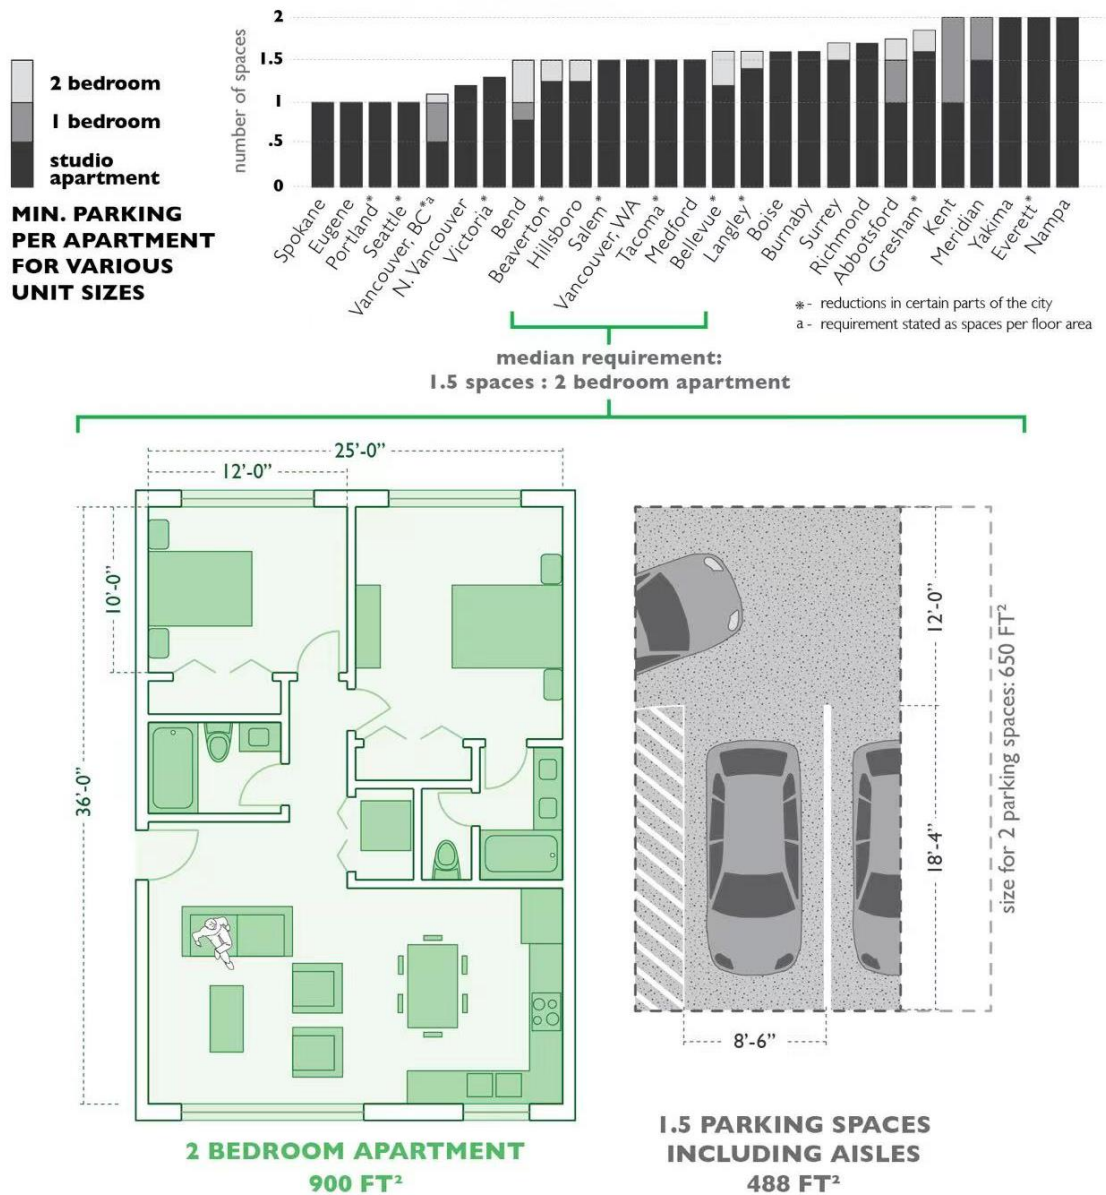 2
1.5
1
.5
0
number of spaces
2 bedroom
1 bedroom
studio
apartment
MIN. PARKING
PER APARTMENT
FOR VARIOUS
UNIT SIZES
Spokane
Eugene
Portland*
Seattle*
Vancouver, BC*a
N. Vancouver
Victoria*
Bend
Beaverton*
Hillsboro
Salem*
Vancouver, WA
Tacoma*
Medford
Bellevue*
Langley*
Boise
Burnaby
Surrey
Richmond
Abbotsford
Gresham*
Kent
Meridian
Yakima
Everett*
Nampa
* - reductions in certain parts of the city
a - requirement stated as spaces per floor area
median requirement:
1.5 spaces : 2 bedroom apartment
25'-0"
12'-0"
10'-0"
36'-0"
12'-0"
18'-4"
size for 2 parking spaces: 650 FT²
8'-6"
2 BEDROOM APARTMENT
900 FT²
1.5 PARKING SPACES
INCLUDING AISLES
488 FT²